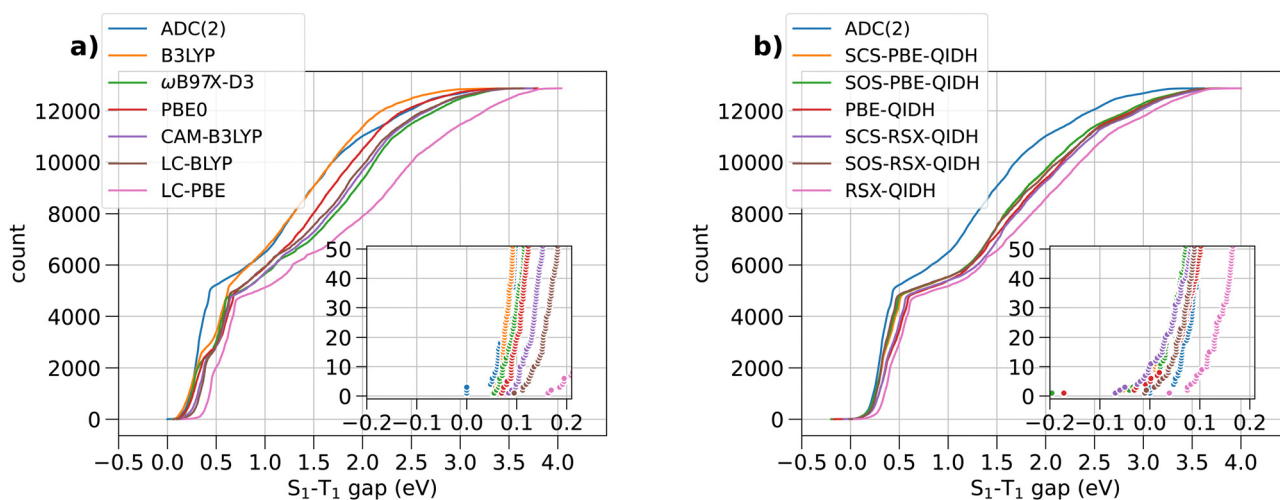 a)
ADC(2)
B3LYP
ωB97X-D3
PBE0
CAM-B3LYP
LC-BLYP
LC-PBE
count
12000
10000
8000
6000
4000
2000
0
50
40
30
20
10
0
−0.2 −0.1 0.0 0.1 0.2
−0.5 0.0 0.5 1.0 1.5 2.0 2.5 3.0 3.5 4.0
S₁-T₁ gap (eV)
b)
ADC(2)
SCS-PBE-QIDH
SOS-PBE-QIDH
PBE-QIDH
SCS-RSX-QIDH
SOS-RSX-QIDH
RSX-QIDH
count
12000
10000
8000
6000
4000
2000
0
50
40
30
20
10
0
−0.2 −0.1 0.0 0.1 0.2
−0.5 0.0 0.5 1.0 1.5 2.0 2.5 3.0 3.5 4.0
S₁-T₁ gap (eV)